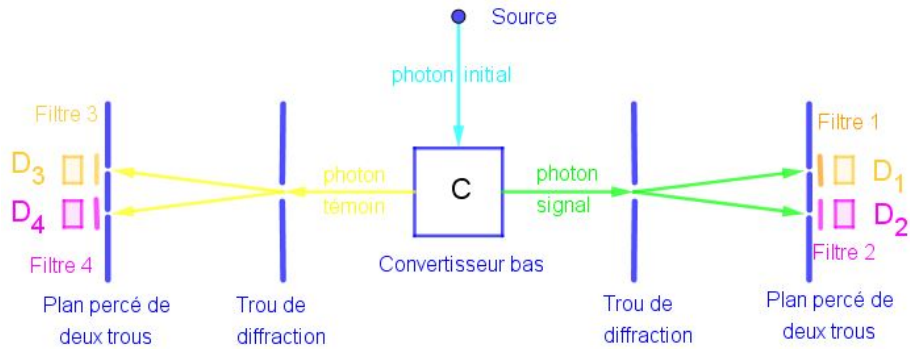 Source
photon initial
Filtre 3
Filtre 1
D3
photon
C
photon
D1
D4
témoin
signal
D2
Filtre 4
Convertisseur bas
Filtre 2
Plan percé de
deux trous
Trou de
diffraction
Trou de
diffraction
Plan percé de
deux trous